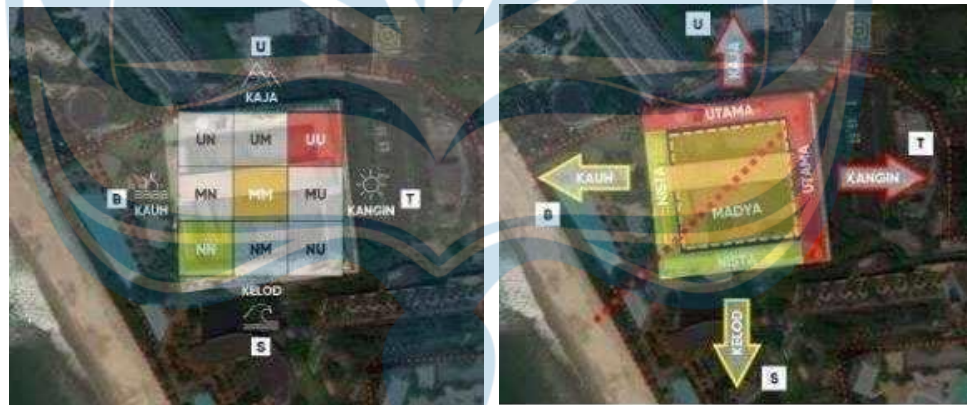 U
KAJA
UN UM UU
B KAUH MN MM MU KANGIN T
NN NM NU
KELOD
S
U
KAJA
UTAMA
T
KAUH NISTA UTAMA KANGIN
B
MADYA
NISTA
KELOD
S